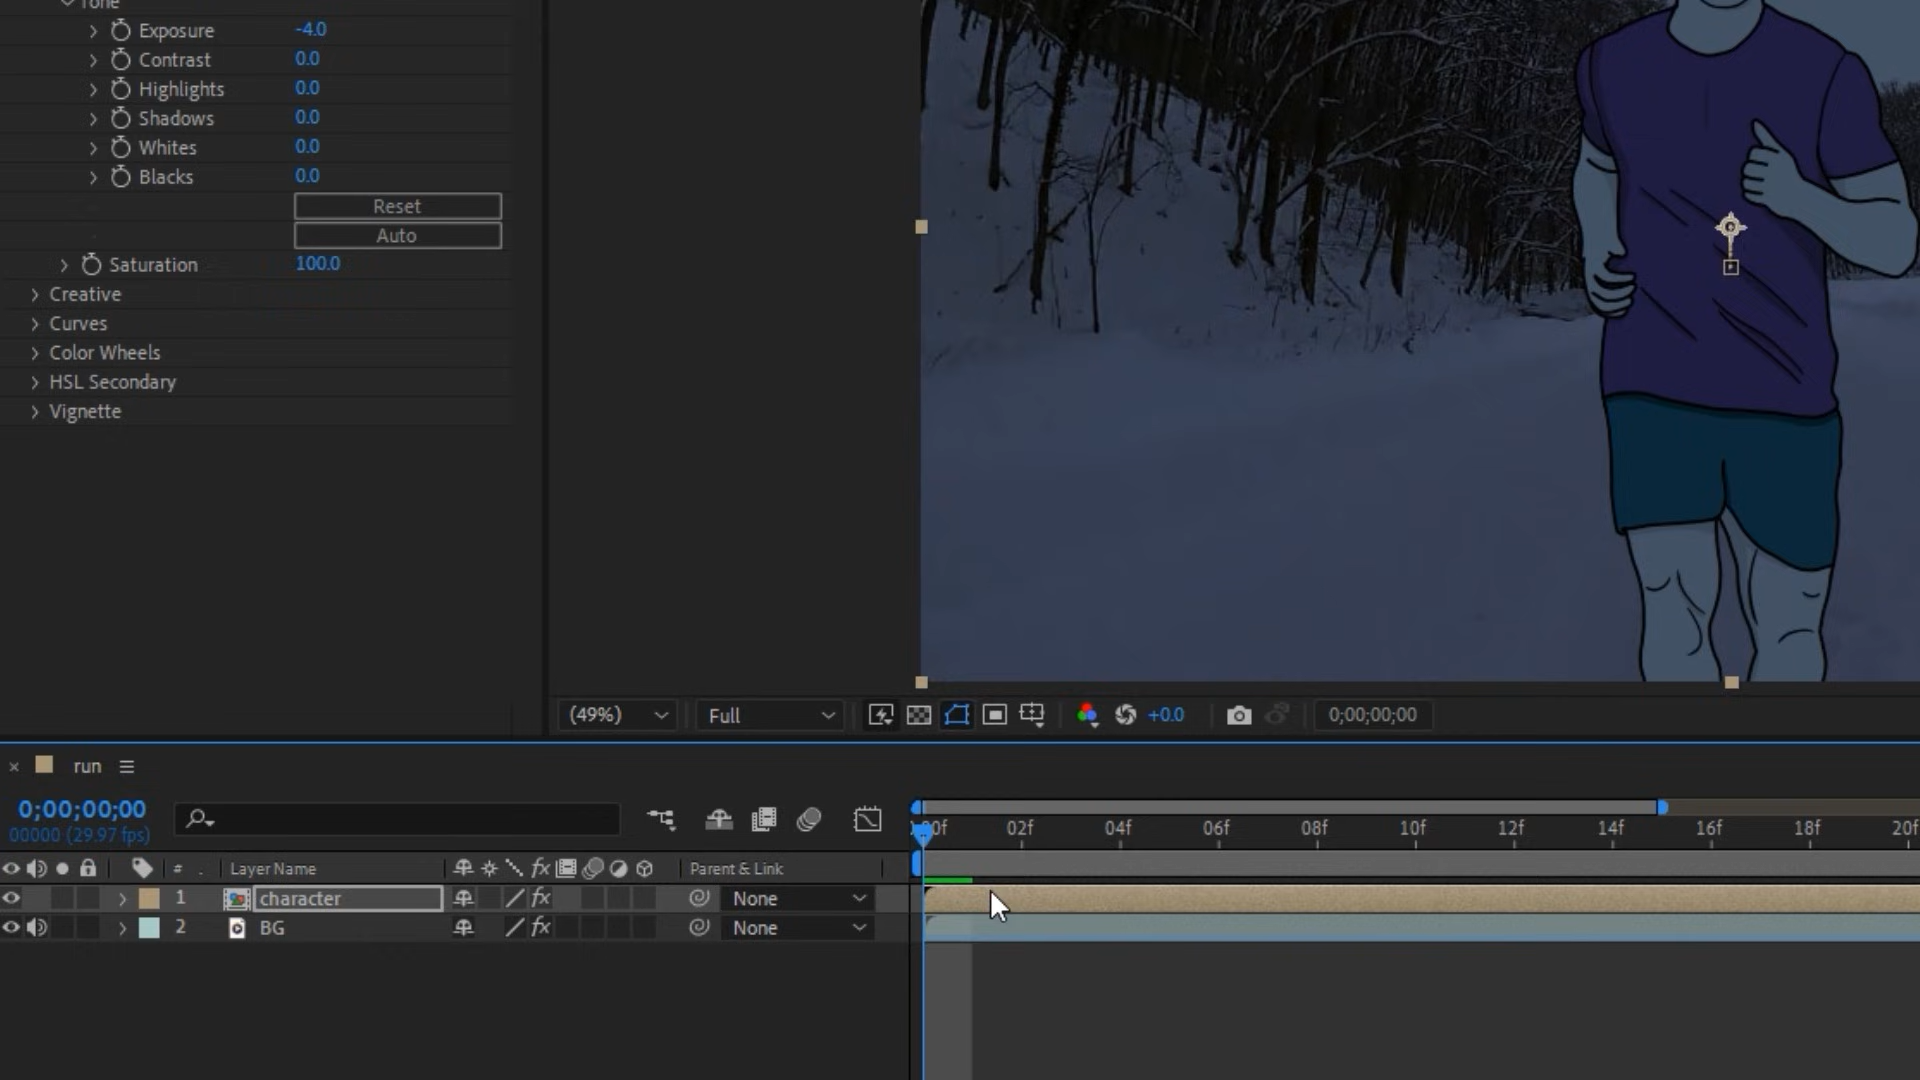 Tone
Exposure -4.0
Contrast 0.0
Highlights 0.0
Shadows 0.0
Whites 0.0
Blacks 0.0
Reset
Auto
Saturation 100.0
Creative
Curves
Color Wheels
HSL Secondary
Vignette
(49%) Full +0.0 0;00;00;00
× run
0;00;00;00
00000 (29.97 fps)
:00f 02f 04f 06f 08f 10f 12f 14f 16f 18f 20f
# . Layer Name fx Parent & Link
1 character fx None
2 BG fx None